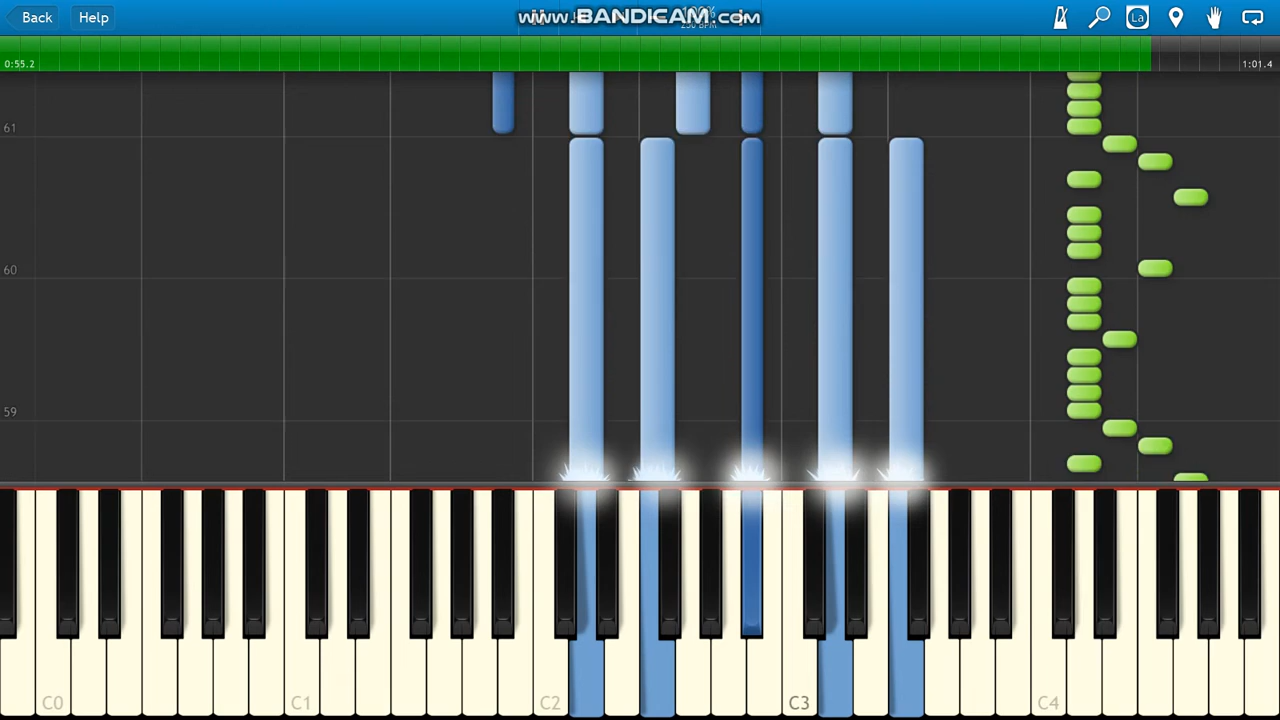 Back Help
www.BANDICAM.com
La
0:55.2 1:01.4
61
60
59
C0 C1 C2 C3 C4